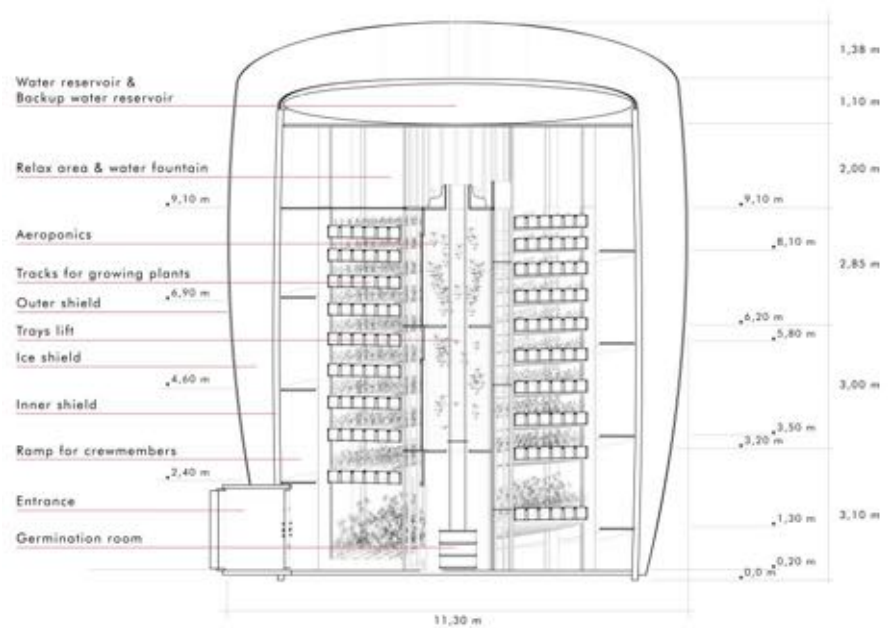 Water reservoir &
Backup water reservoir
Relax area & water fountain
9,10 m
Aeroponics
Tracks for growing plants
6,90 m
Outer shield
Trays lift
Ice shield
4,60 m
Inner shield
Ramp for crewmembers
2,40 m
Entrance
Germination room
1,38 m
1,10 m
2,00 m
9,10 m
8,10 m
2,85 m
6,20 m
5,80 m
3,00 m
3,50 m
3,20 m
1,30 m
3,10 m
0,20 m
0,0 m
11,30 m